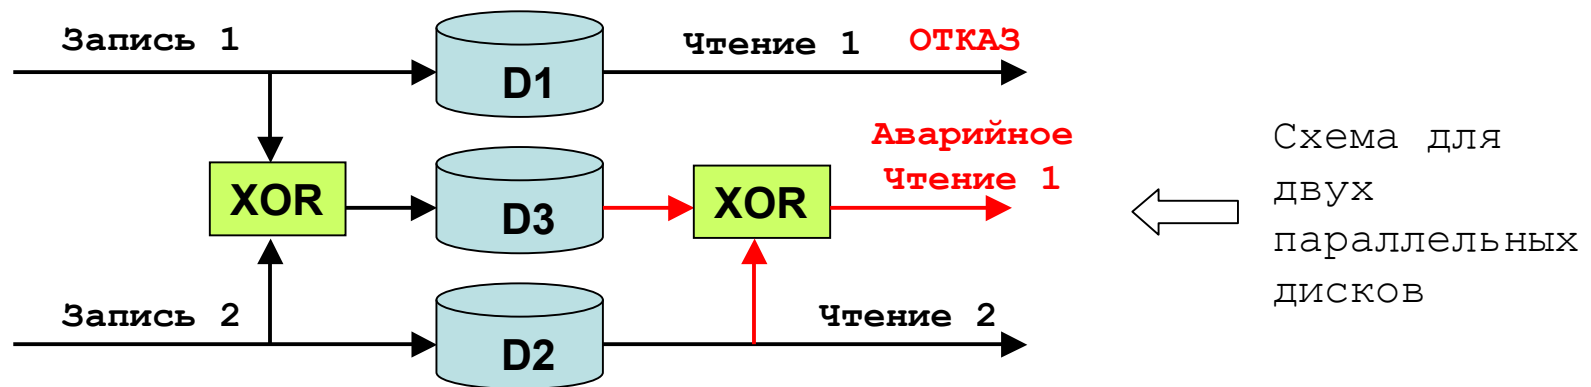 Запись 1
D1
Чтение 1 ОТКАЗ
Аварийное
Чтение 1
XOR
D3
XOR
Запись 2
D2
Чтение 2
Схема для
двух
параллельных
дисков